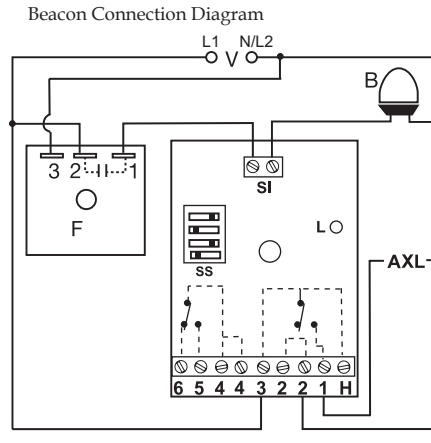 Beacon Connection Diagram
L1 V N/L2
B
3 2 1
F
SI
L
SS
AXL
6 5 4 4 3 2 2 1 H